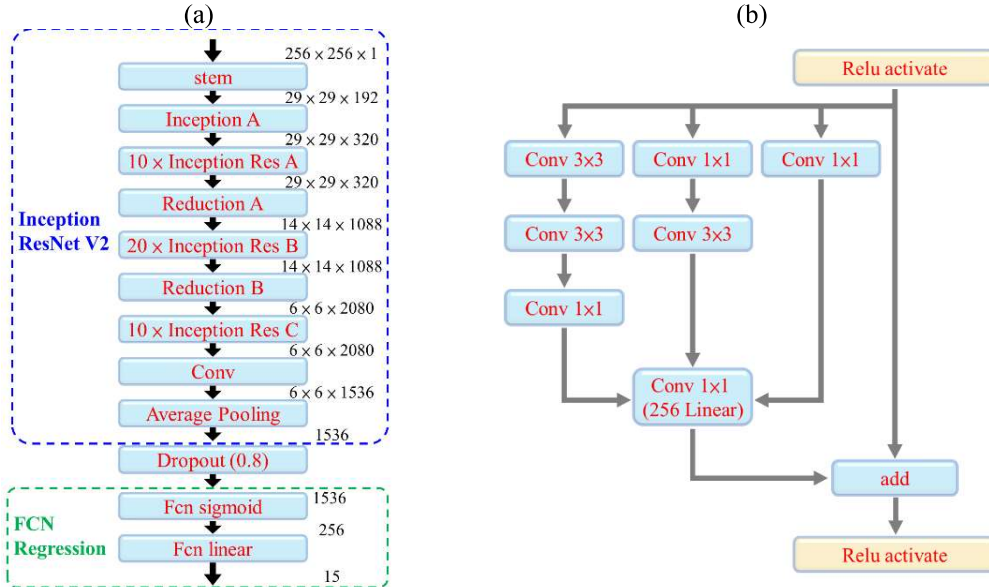 (a)
256 × 256 × 1
stem
29 × 29 × 192
Inception A
29 × 29 × 320
10 × Inception Res A
29 × 29 × 320
Reduction A
14 × 14 × 1088
20 × Inception Res B
14 × 14 × 1088
Reduction B
6 × 6 × 2080
10 × Inception Res C
6 × 6 × 2080
Conv
6 × 6 × 1536
Average Pooling
1536
Inception
ResNet V2
Dropout (0.8)
1536
Fcn sigmoid
256
Fcn linear
15
FCN
Regression
(b)
Relu activate
Conv 3×3
Conv 1×1
Conv 1×1
Conv 3×3
Conv 3×3
Conv 1×1
Conv 1×1
(256 Linear)
add
Relu activate